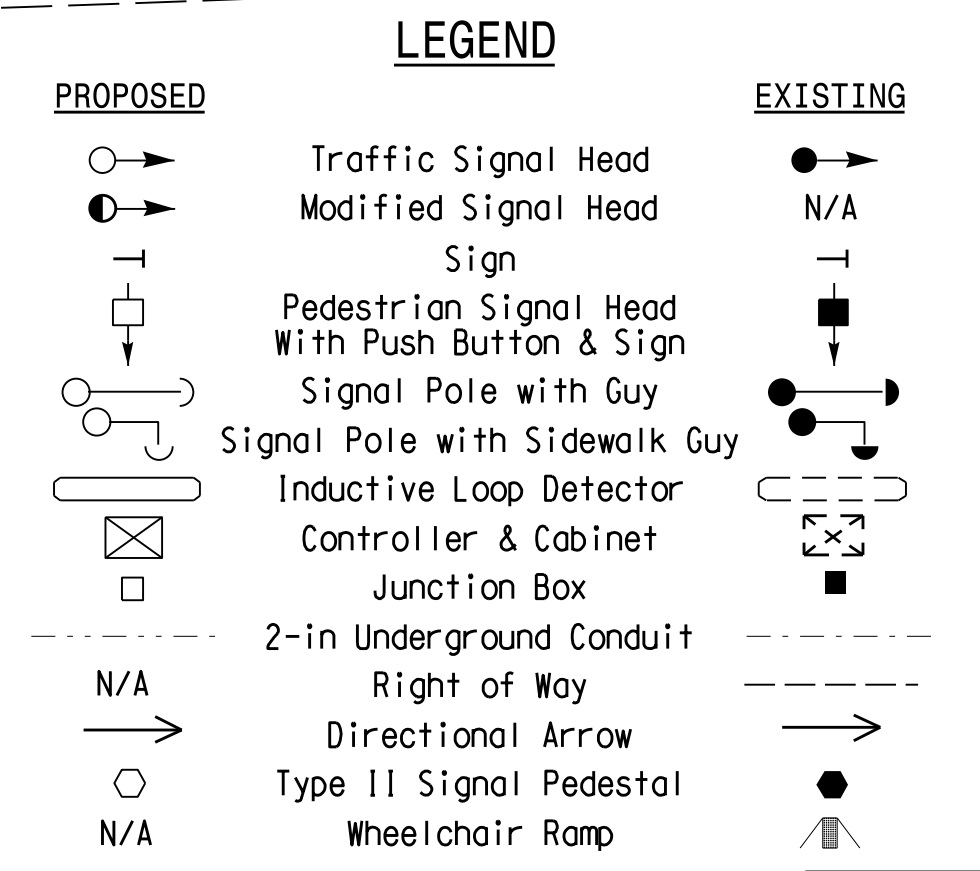 LEGEND
PROPOSED EXISTING
Traffic Signal Head
Modified Signal Head N/A
Sign
Pedestrian Signal Head
With Push Button & Sign
Signal Pole with Guy
Signal Pole with Sidewalk Guy
Inductive Loop Detector
Controller & Cabinet
Junction Box
2-in Underground Conduit
N/A Right of Way
Directional Arrow
Type II Signal Pedestal
N/A Wheelchair Ramp